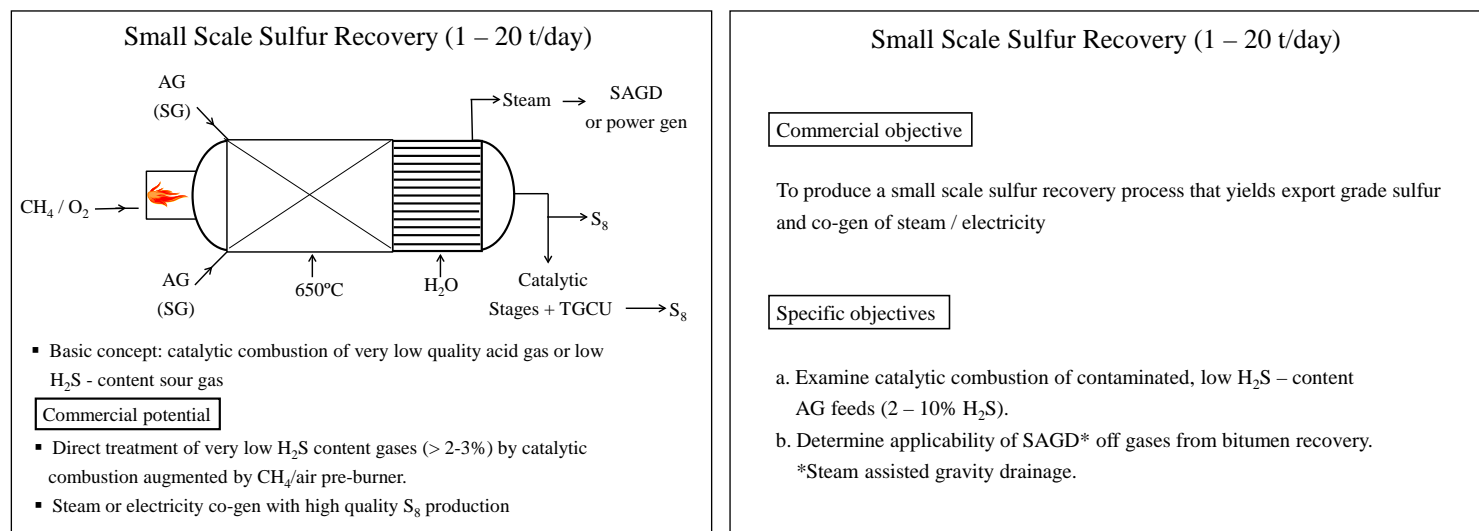 Small Scale Sulfur Recovery (1 – 20 t/day)
AG
(SG)
Steam
SAGD
or power gen
CH₄ / O₂
S₈
AG
(SG)
650ºC
H₂O
Catalytic
Stages + TGCU
S₈
▪ Basic concept: catalytic combustion of very low quality acid gas or low
H₂S - content sour gas
Commercial potential
▪ Direct treatment of very low H₂S content gases (> 2-3%) by catalytic
combustion augmented by CH₄/air pre-burner.
▪ Steam or electricity co-gen with high quality S₈ production
Small Scale Sulfur Recovery (1 – 20 t/day)
Commercial objective
To produce a small scale sulfur recovery process that yields export grade sulfur
and co-gen of steam / electricity
Specific objectives
a. Examine catalytic combustion of contaminated, low H₂S – content
AG feeds (2 – 10% H₂S).
b. Determine applicability of SAGD* off gases from bitumen recovery.
*Steam assisted gravity drainage.